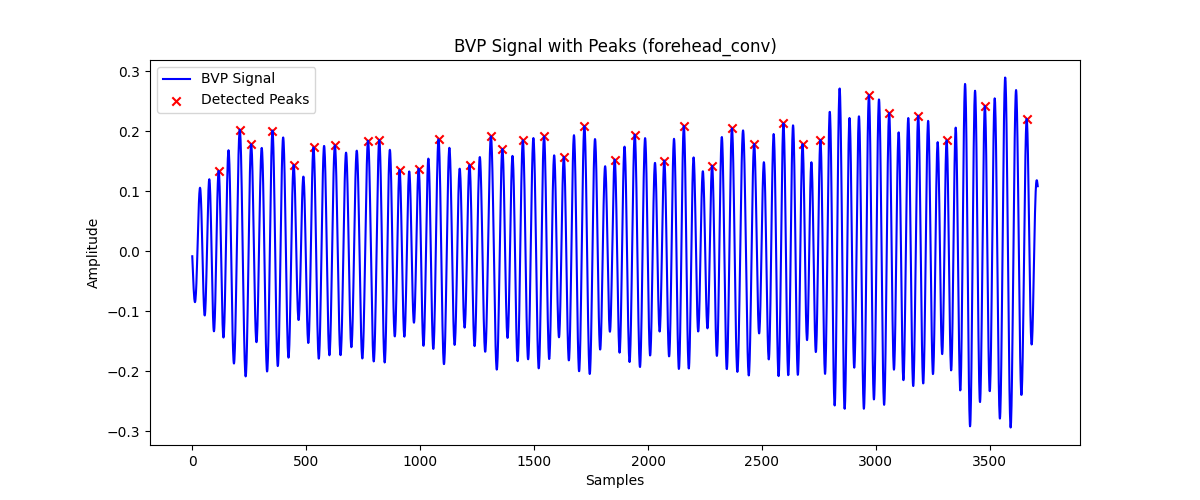 BVP Signal with Peaks (forehead_conv)
BVP Signal
Detected Peaks
0.3
0.2
0.1
0.0
−0.1
−0.2
−0.3
Amplitude
0 500 1000 1500 2000 2500 3000 3500
Samples